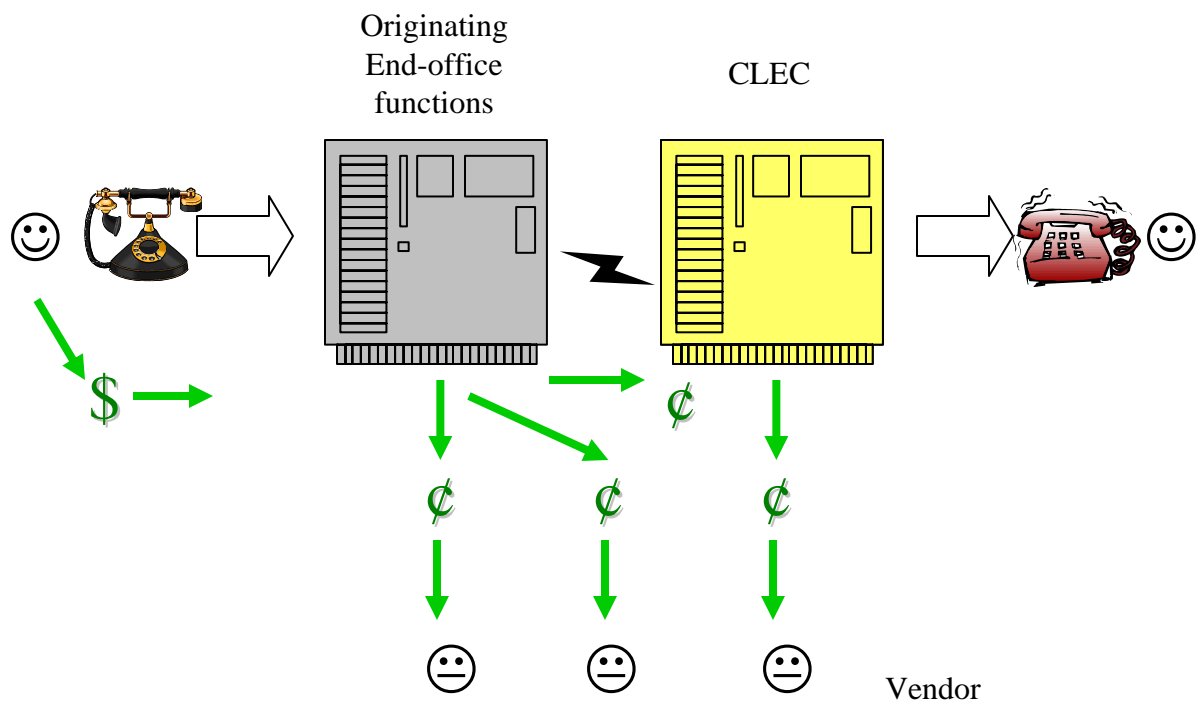 Originating
End-office
functions
CLEC
$
¢
¢
¢
¢
Vendor